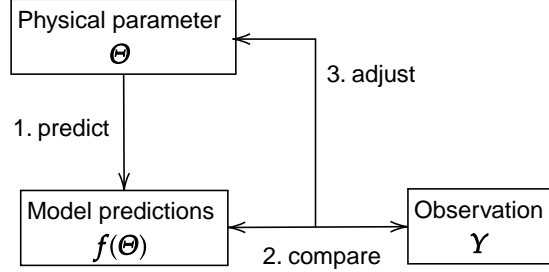 Physical parameter
Θ
3. adjust
1. predict
Model predictions
f(Θ)
Observation
Υ
2. compare